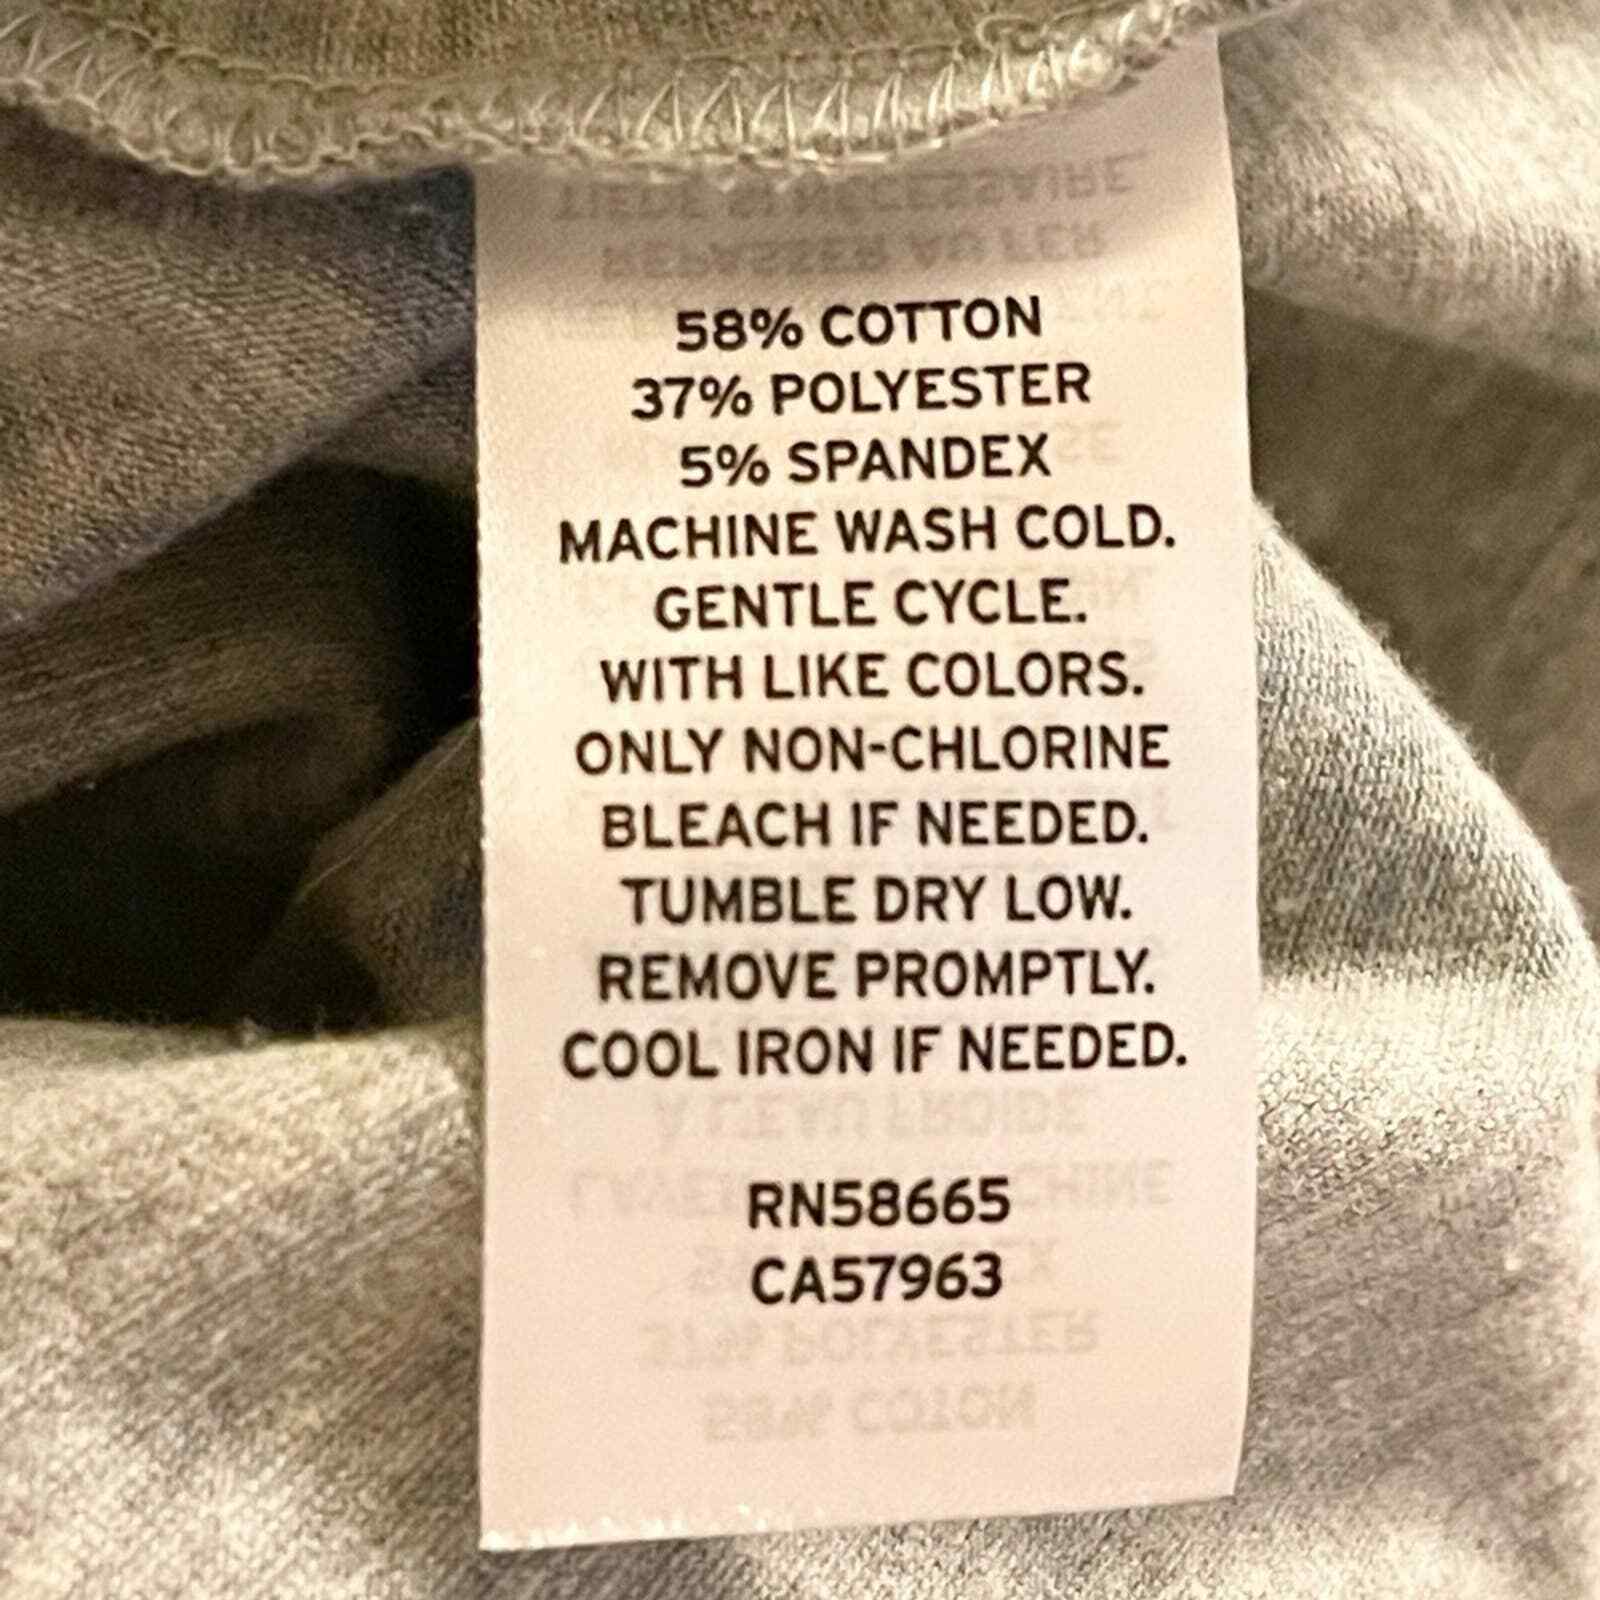 58% COTTON
37% POLYESTER
5% SPANDEX
MACHINE WASH COLD.
GENTLE CYCLE.
WITH LIKE COLORS.
ONLY NON-CHLORINE
BLEACH IF NEEDED.
TUMBLE DRY LOW.
REMOVE PROMPTLY.
COOL IRON IF NEEDED.
RN58665
CA57963